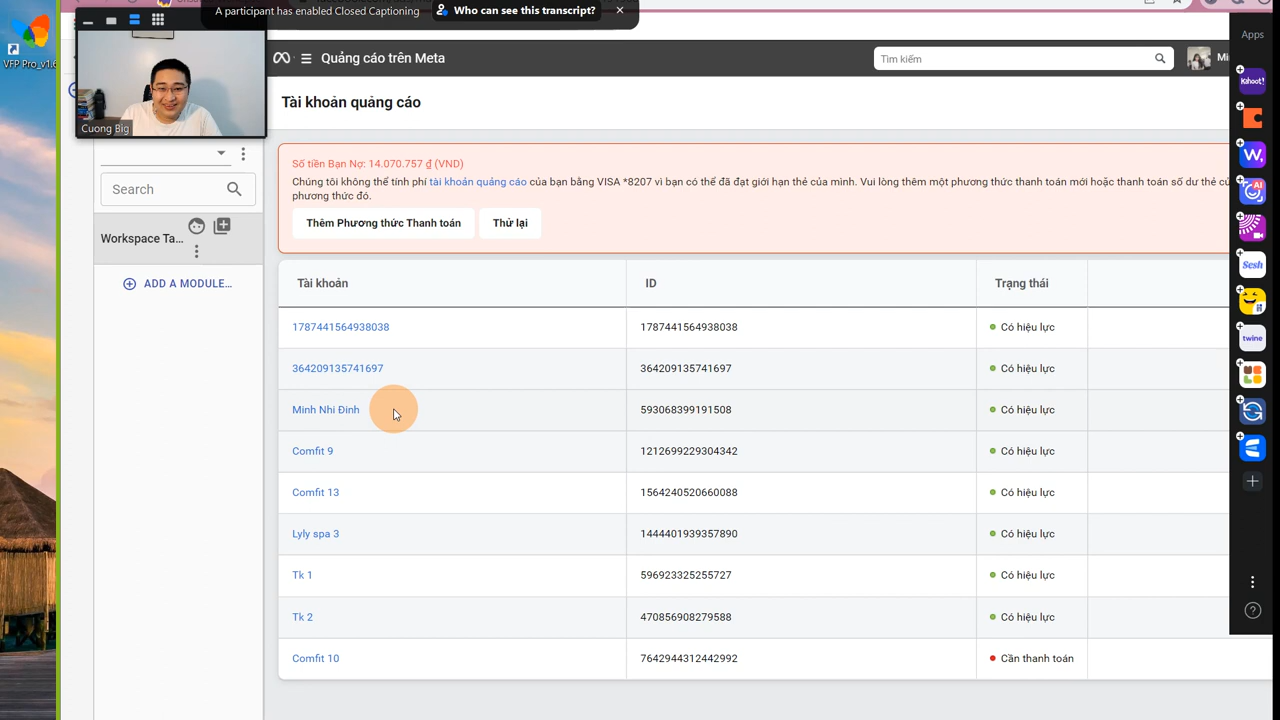 VFP Pro_v1.6
A participant has enabled Closed Captioning
Who can see this transcript?
Cuong Big
Search
Workspace Ta...
ADD A MODULE...
Quảng cáo trên Meta
Tìm kiếm
Mi
Tài khoản quảng cáo
Số tiền Bạn Nợ: 14.070.757 ₫ (VND)
Chúng tôi không thể tính phí tài khoản quảng cáo của bạn bằng VISA *8207 vì bạn có thể đã đạt giới hạn thẻ của mình. Vui lòng thêm một phương thức thanh toán mới hoặc thanh toán số dư thẻ củ
phương thức đó.
Thêm Phương thức Thanh toán Thử lại
Tài khoản ID Trạng thái
1787441564938038 1787441564938038 Có hiệu lực
364209135741697 364209135741697 Có hiệu lực
Minh Nhi Đinh 593068399191508 Có hiệu lực
Comfit 9 1212699229304342 Có hiệu lực
Comfit 13 1564240520660088 Có hiệu lực
Lyly spa 3 1444401939357890 Có hiệu lực
Tk 1 596923325255727 Có hiệu lực
Tk 2 470856908279588 Có hiệu lực
Comfit 10 7642944312442992 Cần thanh toán
Apps
Kahoot!
W,
AI
Sesh
twine